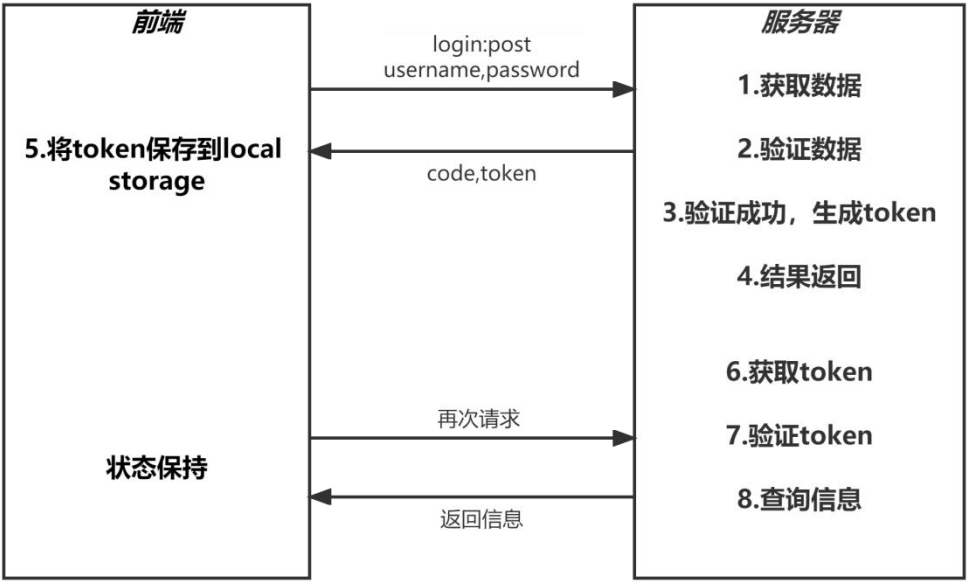 前端
服务器
login:post
username,password
1.获取数据
5.将token保存到local
storage
2.验证数据
code,token
3.验证成功，生成token
4.结果返回
6.获取token
再次请求
7.验证token
状态保持
8.查询信息
返回信息